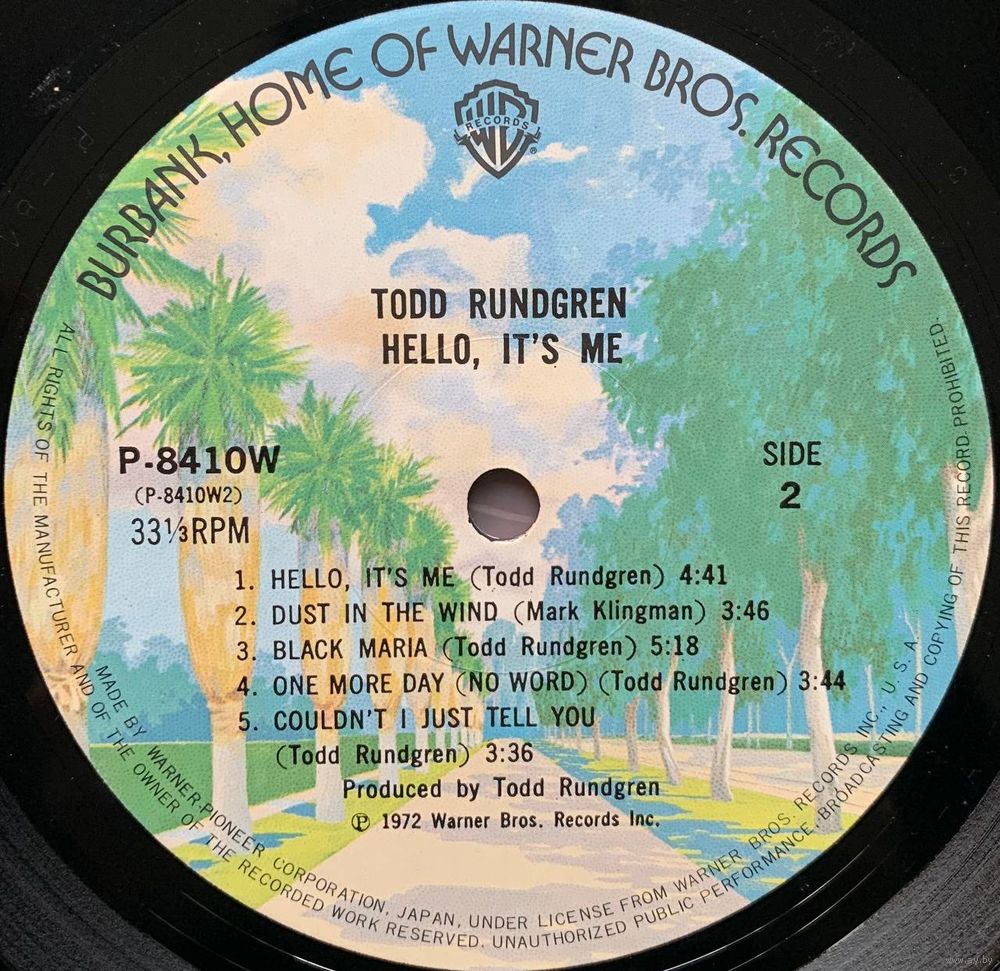 BURBANK, HOME OF WARNER BROS. RECORDS
RECORDS
®
TODD RUNDGREN
HELLO, IT'S ME
P-8410W
(P-8410W2)
33⅓RPM
SIDE
2
1. HELLO, IT'S ME (Todd Rundgren) 4:41
2. DUST IN THE WIND (Mark Klingman) 3:46
3. BLACK MARIA (Todd Rundgren) 5:18
4. ONE MORE DAY (NO WORD) (Todd Rundgren) 3:44
5. COULDN'T I JUST TELL YOU
(Todd Rundgren) 3:36
Produced by Todd Rundgren
℗ 1972 Warner Bros. Records Inc.
MADE BY WARNER-PIONEER CORPORATION, JAPAN, UNDER LICENSE FROM WARNER BROS. RECORDS INC., U.S.A.
ALL RIGHTS OF THE MANUFACTURER AND OF THE OWNER OF THE RECORDED WORK RESERVED. UNAUTHORIZED PUBLIC PERFORMANCE, BROADCASTING AND COPYING OF THIS RECORD PROHIBITED.
www.ay.by